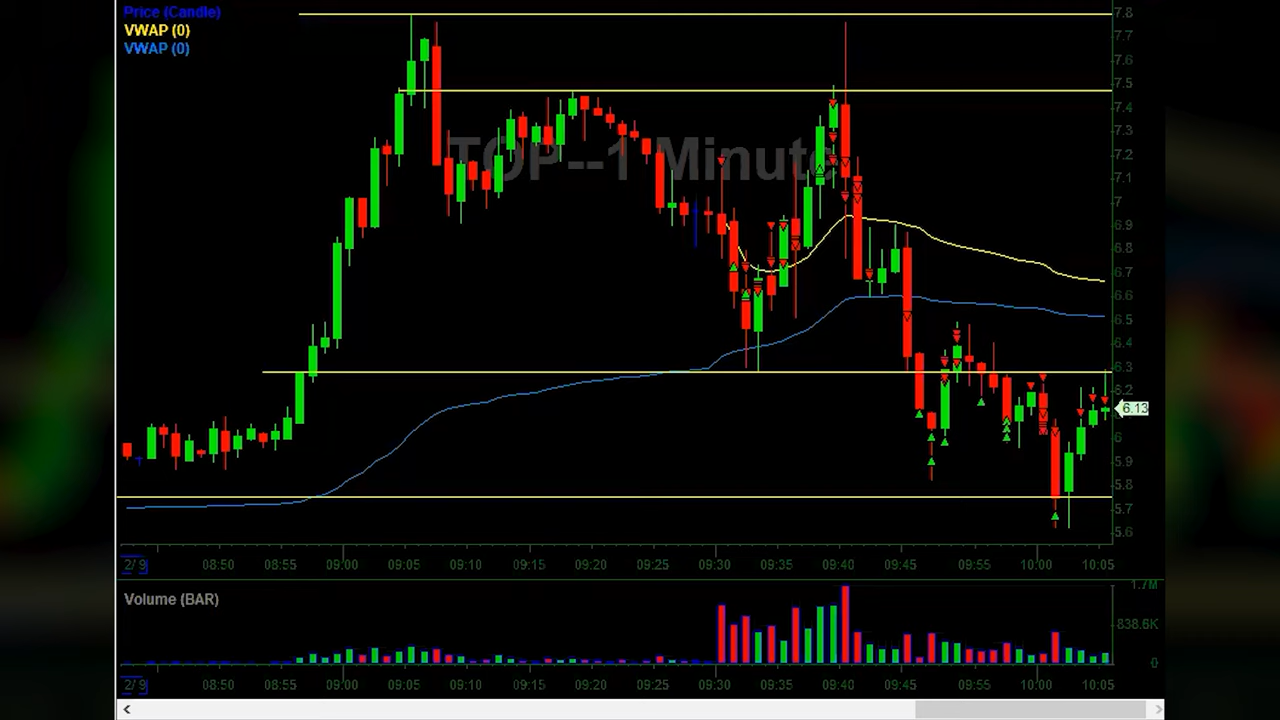 Price (Candle)
VWAP (0)
VWAP (0)
TOP--1 Minute
7.8
7.7
7.6
7.5
7.4
7.3
7.2
7.1
7
6.9
6.8
6.7
6.6
6.5
6.4
6.3
6.2
6.13
6
5.9
5.8
5.7
5.6
2/9 08:50 08:55 09:00 09:05 09:10 09:15 09:20 09:25 09:30 09:35 09:40 09:45 09:55 10:00 10:05
Volume (BAR)
1.7M
838.6K
0
2/9 08:50 08:55 09:00 09:05 09:10 09:15 09:20 09:25 09:30 09:35 09:40 09:45 09:55 10:00 10:05